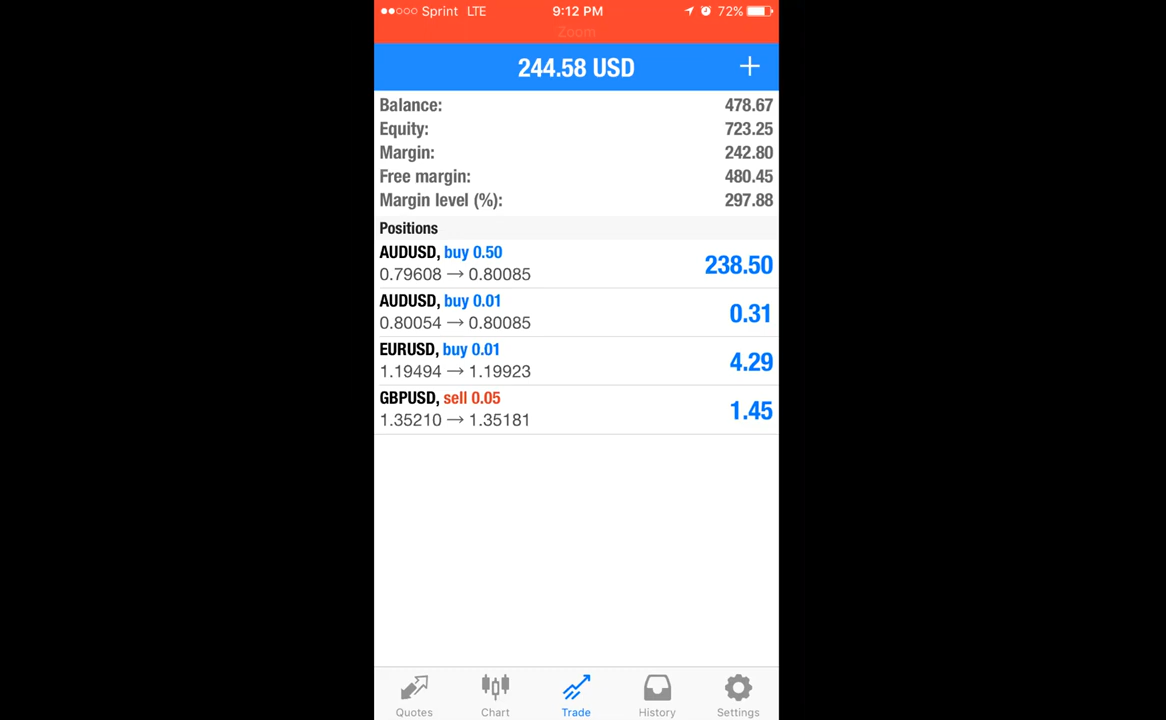 Sprint LTE 9:12 PM 72%
Zoom
244.58 USD +
Balance: 478.67
Equity: 723.25
Margin: 242.80
Free margin: 480.45
Margin level (%): 297.88
Positions
AUDUSD, buy 0.50
0.79608 → 0.80085 238.50
AUDUSD, buy 0.01
0.80054 → 0.80085 0.31
EURUSD, buy 0.01
1.19494 → 1.19923 4.29
GBPUSD, sell 0.05
1.35210 → 1.35181 1.45
Quotes Chart Trade History Settings